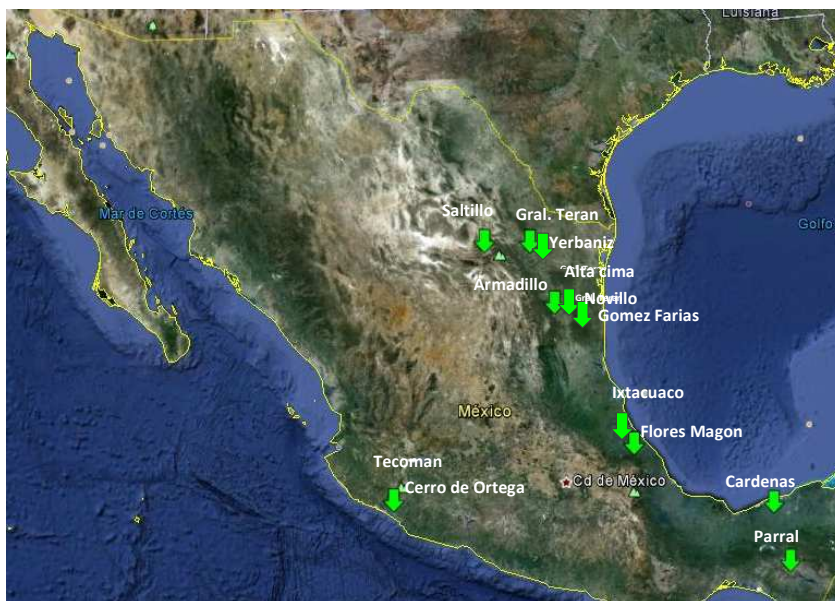 Louisiana
Mar de Cortés
Golfo
Saltillo
Gral. Teran
Yerbaniz
Alta cima
Armadillo
Novillo
Gomez Farias
Ixtacuaco
México
Flores Magon
Tecoman
Cerro de Ortega
Cd de México
Cardenas
Parral